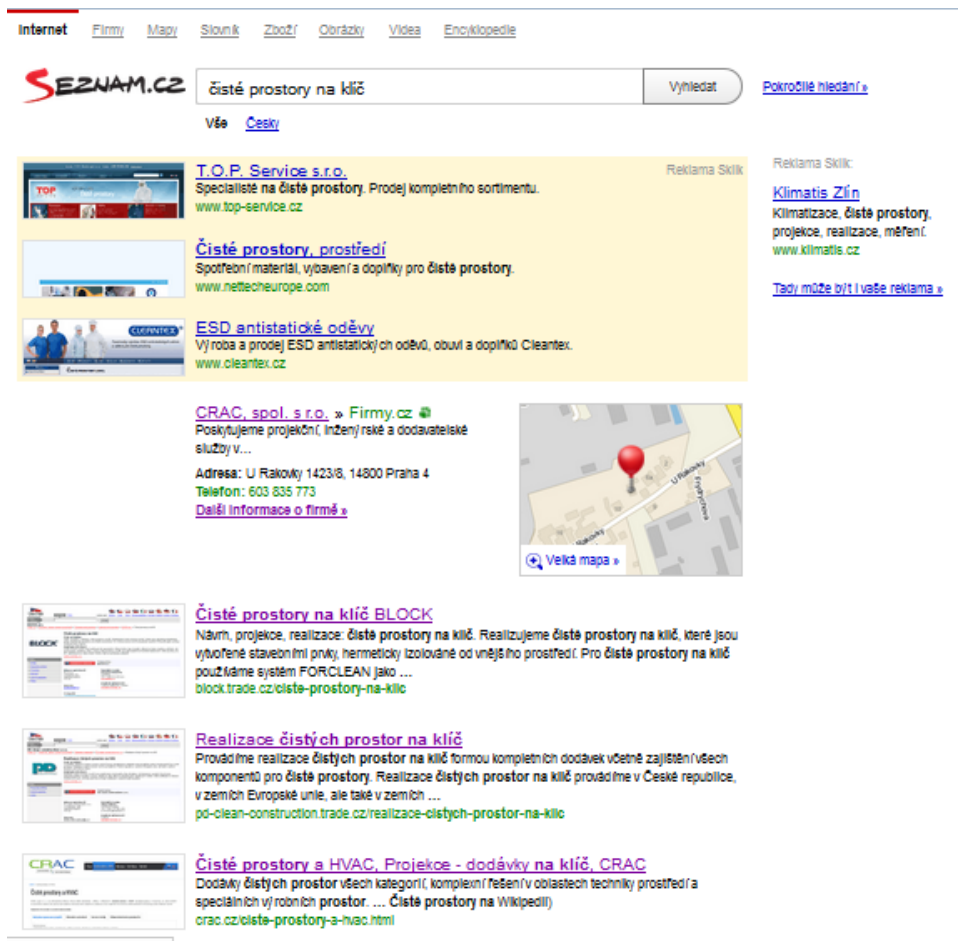 Internet Firmy Mapy Slovník Zboží Obrázky Videa Encyklopedie
SEZNAM.CZ čisté prostory na klíč Vyhledat Pokročilé hledání »
Vše Česky
T.O.P. Service s.r.o. Reklama Sklik
Specialisté na čisté prostory. Prodej kompletního sortimentu.
www.top-service.cz
TOP
Čisté prostory, prostředí
Spotřební materiál, vybavení a doplňky pro čisté prostory.
www.nettecheurope.com
ESD antistatické oděvy
Výroba a prodej ESD antistatických oděvů, obuvi a doplňků Cleantex.
www.cleantex.cz
CLEANTEX
Reklama Sklik:
Klimatis Zlín
Klimatizace, čisté prostory,
projekce, realizace, měření.
www.klimatis.cz
Tady může být i vaše reklama »
CRAC, spol. s r.o. » Firmy.cz
Poskytujeme projekční, inženýrské a dodavatelské
služby v...
Adresa: U Rakovky 1423/8, 14800 Praha 4
Telefon: 603 835 773
Další informace o firmě »
U Rakovky
Frydrychova
Rakovky
Velká mapa »
Čisté prostory na klíč BLOCK
Návrh, projekce, realizace: čisté prostory na klíč. Realizujeme čisté prostory na klíč, které jsou
vytvořené stavebními prvky, hermeticky izolované od vnějšího prostředí. Pro čisté prostory na klíč
používáme systém FORCLEAN jako ...
block.trade.cz/ciste-prostory-na-klic
BLOCK
Realizace čistých prostor na klíč
Provádíme realizace čistých prostor na klíč formou kompletních dodávek včetně zajištění všech
komponentů pro čisté prostory. Realizace čistých prostor na klíč provádíme v České republice,
v zemích Evropské unie, ale také v zemích ...
pd-clean-construction.trade.cz/realizace-cistych-prostor-na-klic
PD
Čisté prostory a HVAC, Projekce - dodávky na klíč, CRAC
Dodávky čistých prostor všech kategorií, komplexní řešení v oblastech techniky prostředí a
speciálních výrobních prostor. ... Čisté prostory na Wikipedii)
crac.cz/ciste-prostory-a-hvac.html
CRAC
Čisté prostory a HVAC